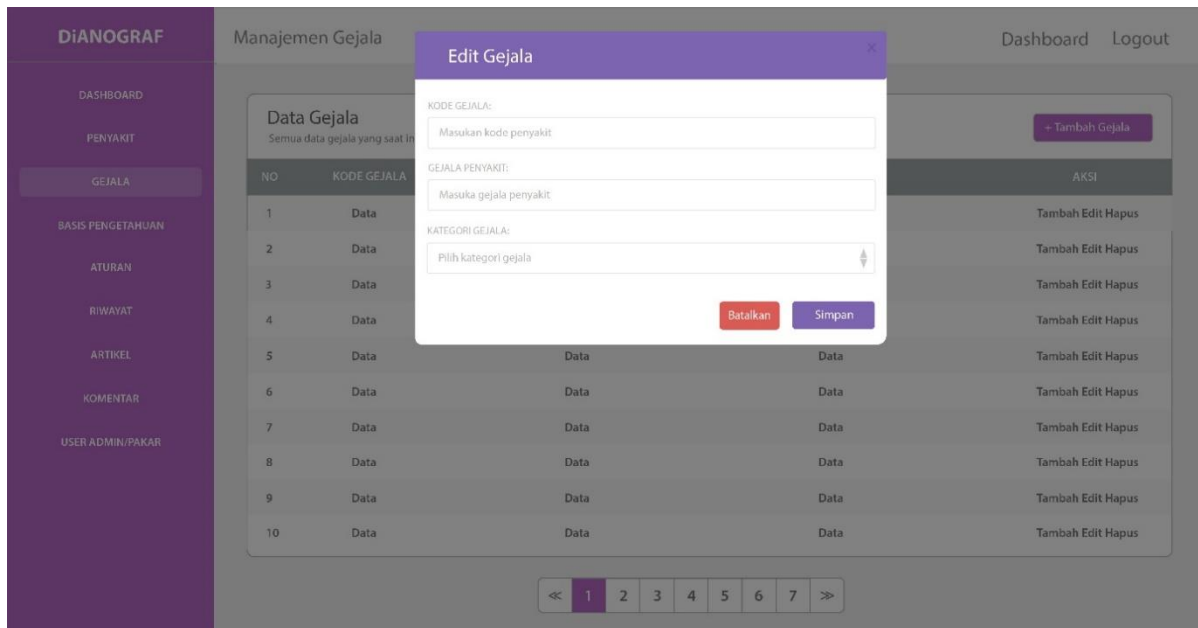 DiANOGRAF
Manajemen Gejala
Dashboard Logout
DASHBOARD
PENYAKIT
GEJALA
BASIS PENGETAHUAN
ATURAN
RIWAYAT
ARTIKEL
KOMENTAR
USER ADMIN/PAKAR
Data Gejala
Semua data gejala yang saat in
+ Tambah Gejala
Edit Gejala ×
KODE GEJALA:
Masukan kode penyakit
GEJALA PENYAKIT:
Masuka gejala penyakit
KATEGORI GEJALA:
Pilih kategori gejala
Batalkan Simpan
NO KODE GEJALA AKSI
1 Data Tambah Edit Hapus
2 Data Tambah Edit Hapus
3 Data Tambah Edit Hapus
4 Data Tambah Edit Hapus
5 Data Data Data Tambah Edit Hapus
6 Data Data Data Tambah Edit Hapus
7 Data Data Data Tambah Edit Hapus
8 Data Data Data Tambah Edit Hapus
9 Data Data Data Tambah Edit Hapus
10 Data Data Data Tambah Edit Hapus
≪ 1 2 3 4 5 6 7 ≫